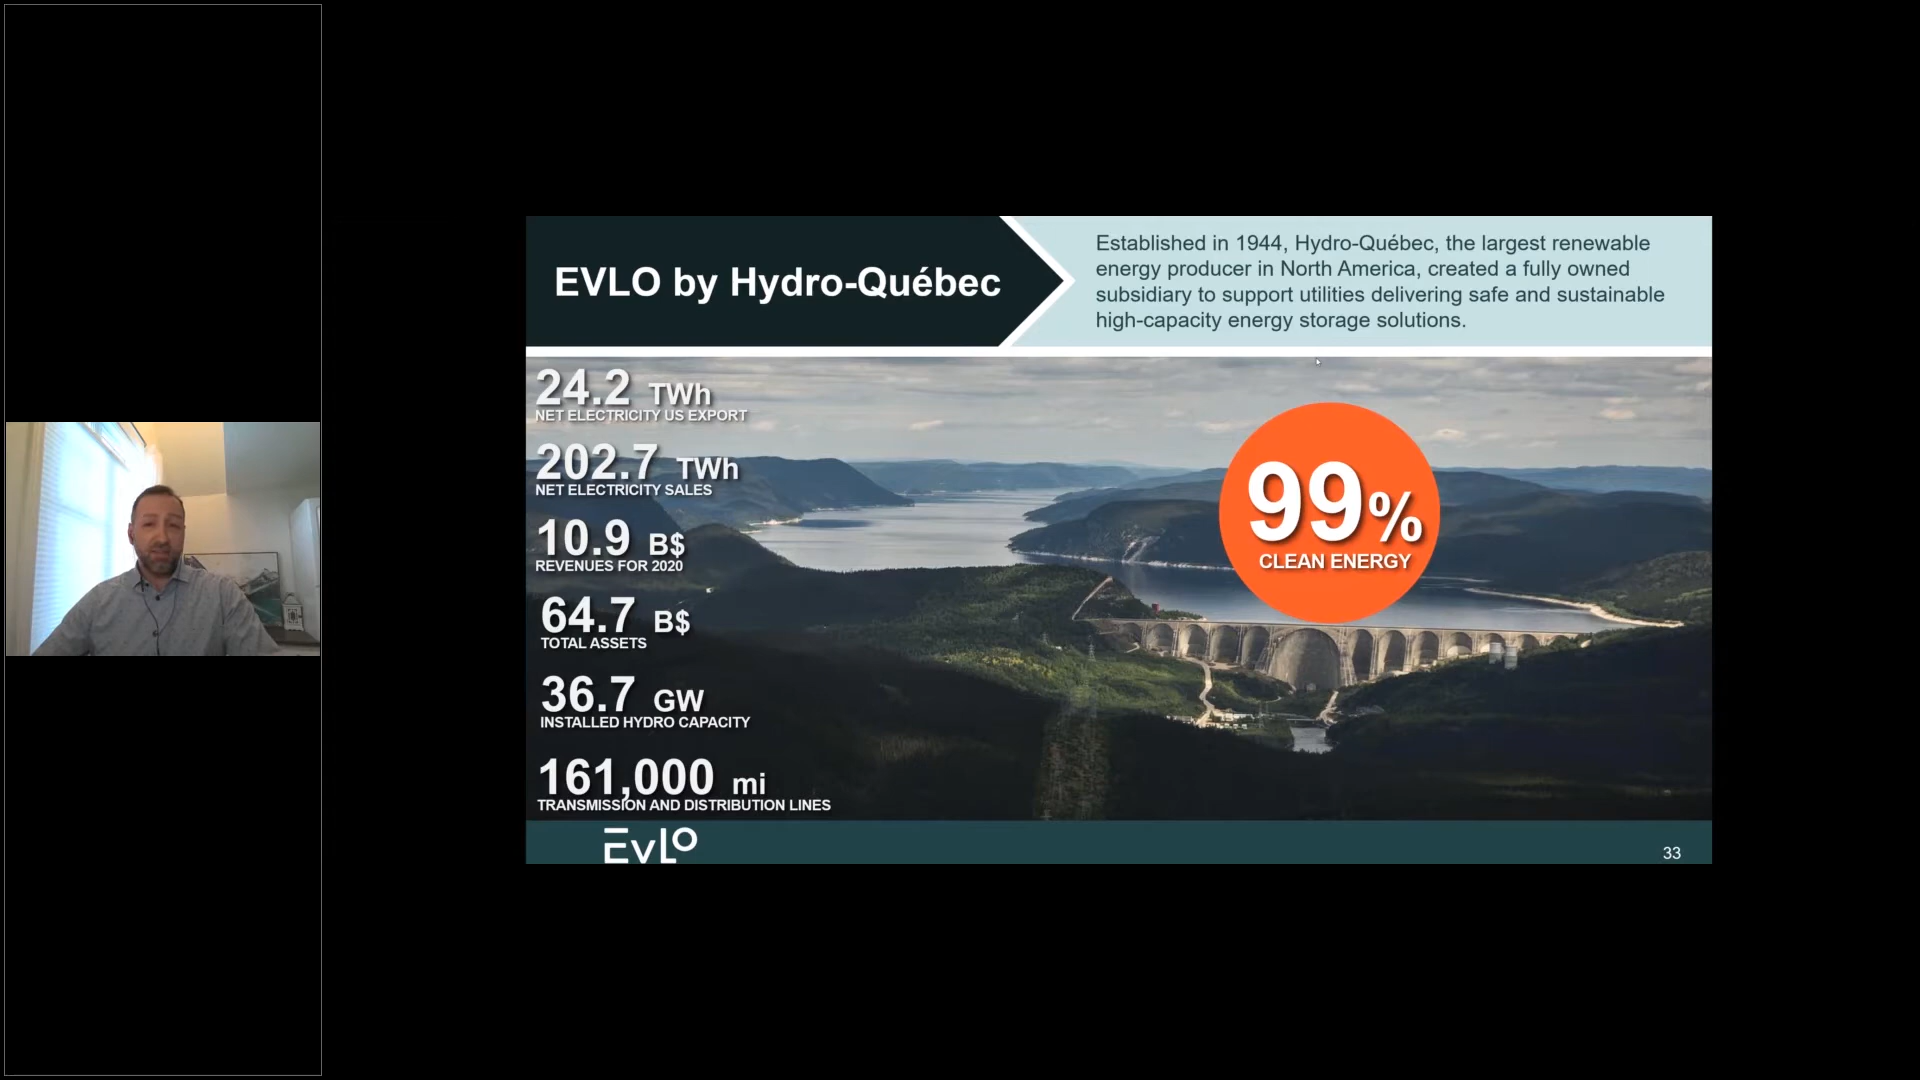 EVLO by Hydro-Québec
Established in 1944, Hydro-Québec, the largest renewable
energy producer in North America, created a fully owned
subsidiary to support utilities delivering safe and sustainable
high-capacity energy storage solutions.
24.2 TWh
NET ELECTRICITY US EXPORT
202.7 TWh
NET ELECTRICITY SALES
10.9 B$
REVENUES FOR 2020
64.7 B$
TOTAL ASSETS
36.7 GW
INSTALLED HYDRO CAPACITY
161,000 mi
TRANSMISSION AND DISTRIBUTION LINES
99%
CLEAN ENERGY
EVLO
33